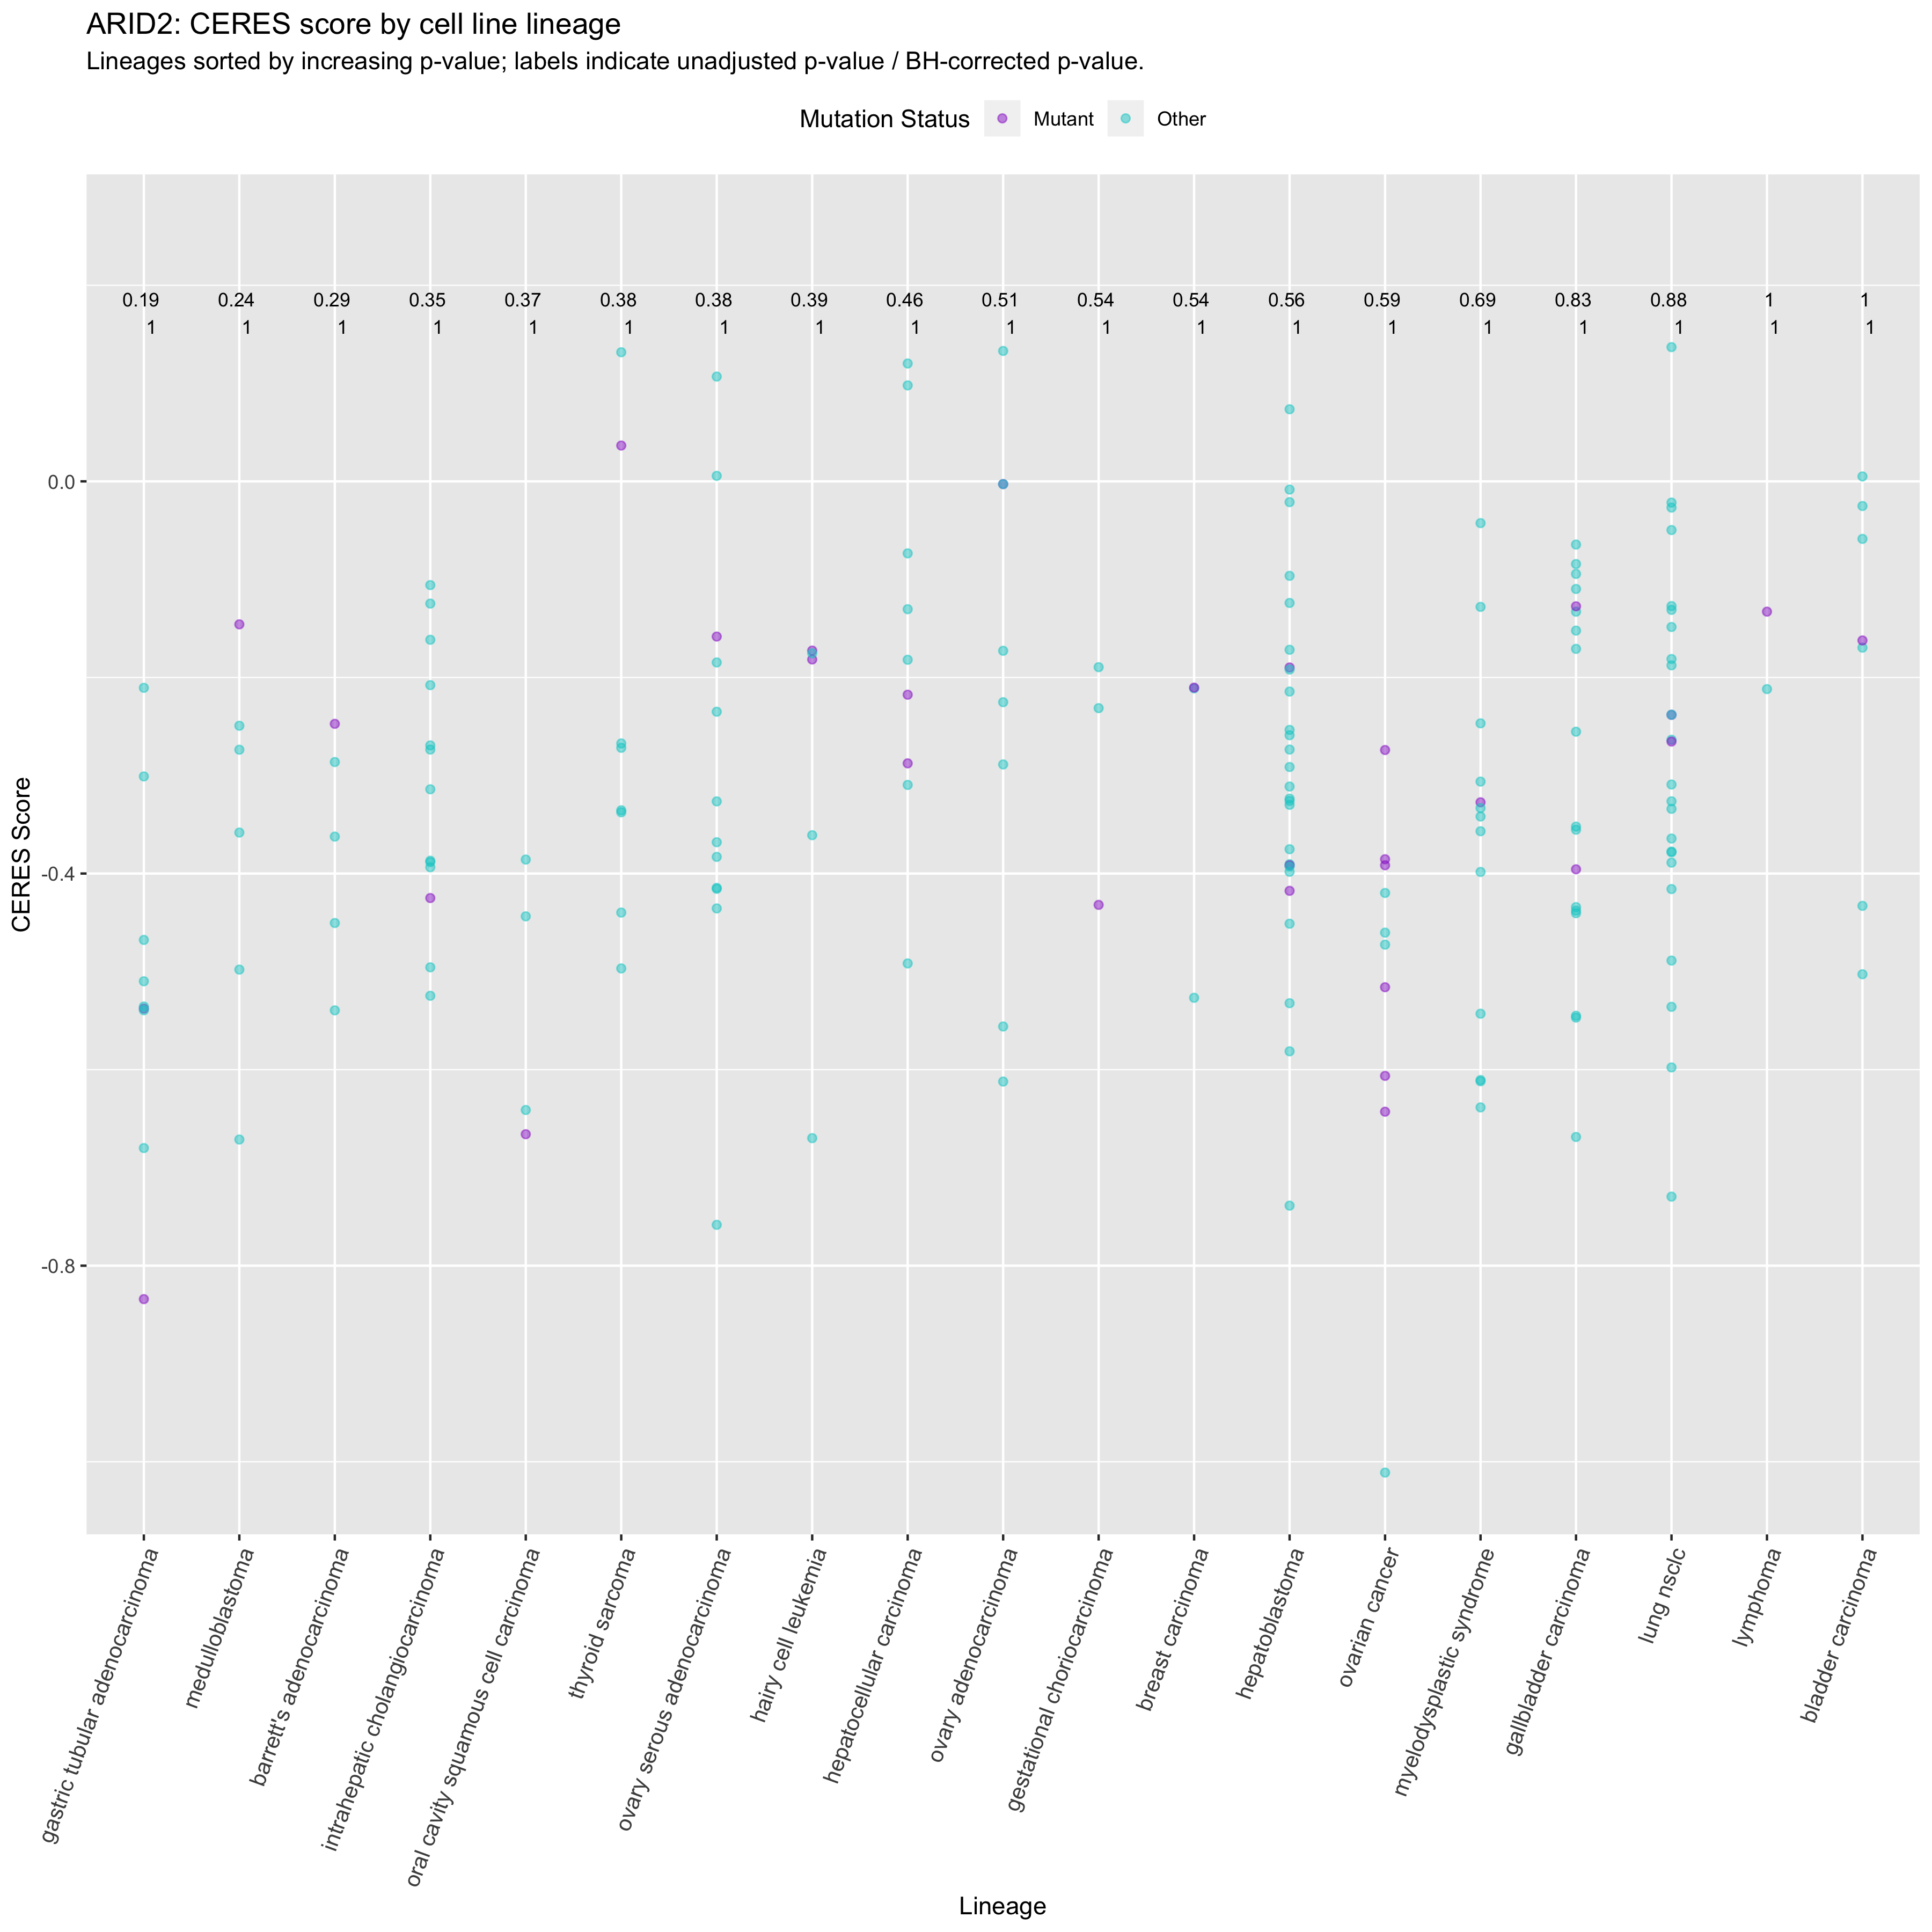 ARID2: CERES score by cell line lineage
Lineages sorted by increasing p-value; labels indicate unadjusted p-value / BH-corrected p-value.
Mutation Status Mutant Other
0.19 0.24 0.29 0.35 0.37 0.38 0.38 0.39 0.46 0.51 0.54 0.54 0.56 0.59 0.69 0.83 0.88 1 1
1 1 1 1 1 1 1 1 1 1 1 1 1 1 1 1 1 1 1
0.0
-0.4
-0.8
CERES Score
gastric tubular adenocarcinoma
medulloblastoma
barrett's adenocarcinoma
intrahepatic cholangiocarcinoma
oral cavity squamous cell carcinoma
thyroid sarcoma
ovary serous adenocarcinoma
hairy cell leukemia
hepatocellular carcinoma
ovary adenocarcinoma
gestational choriocarcinoma
breast carcinoma
hepatoblastoma
ovarian cancer
myelodysplastic syndrome
gallbladder carcinoma
lung nsclc
lymphoma
bladder carcinoma
Lineage